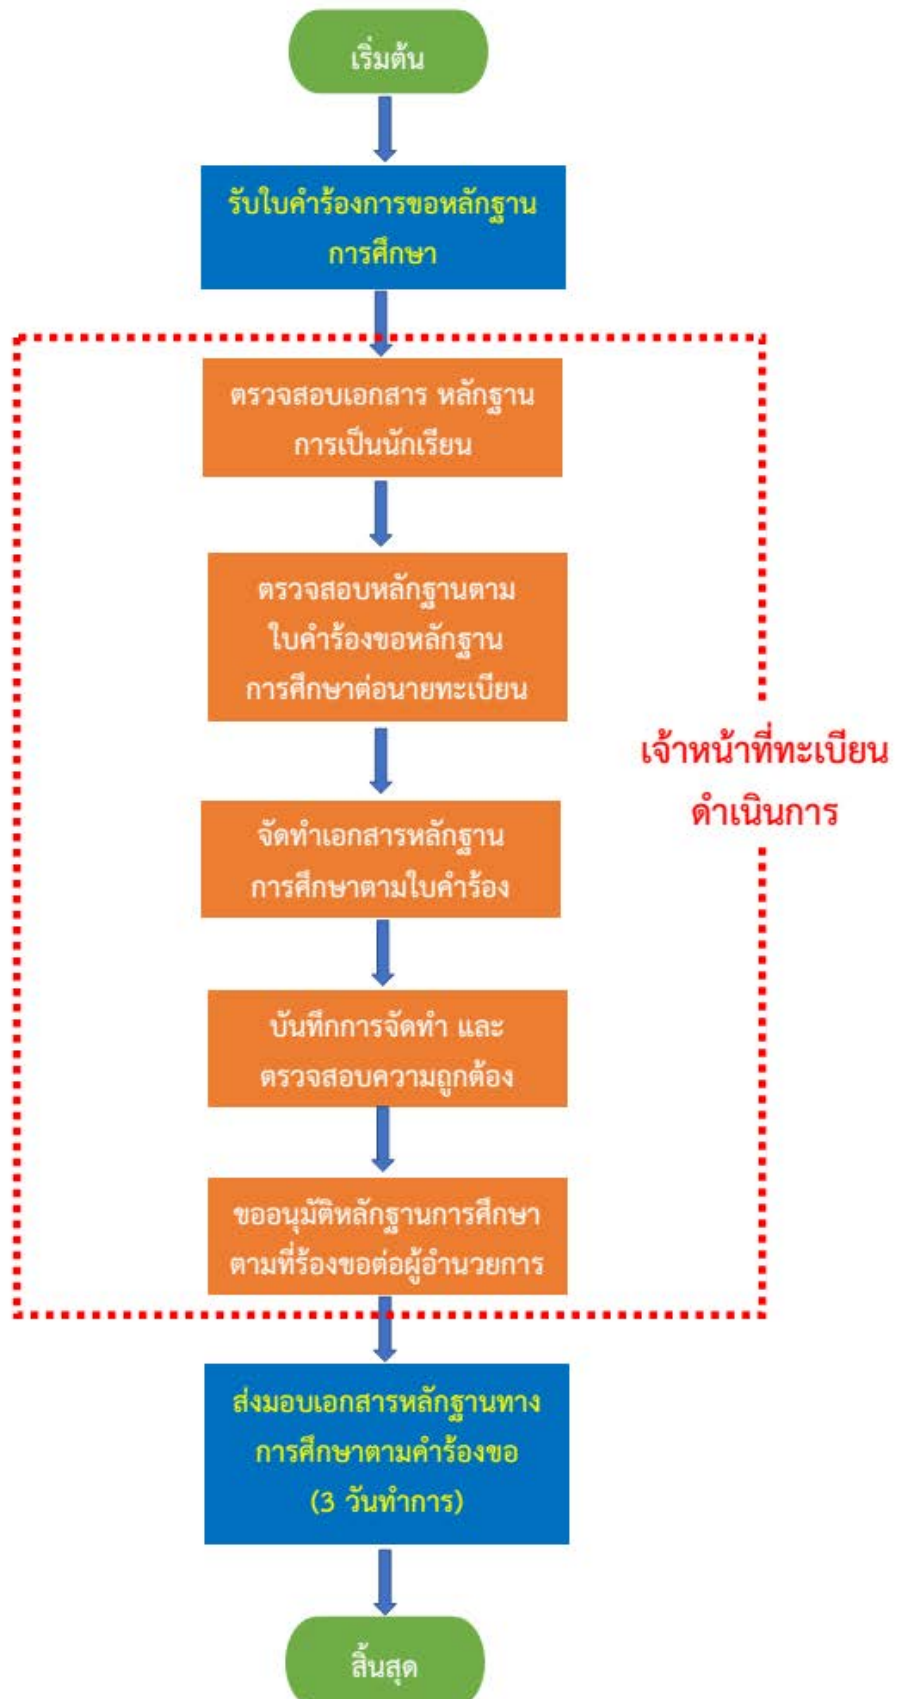 เริ่มต้น
รับใบคำร้องการขอหลักฐาน
การศึกษา
ตรวจสอบเอกสาร หลักฐาน
การเป็นนักเรียน
ตรวจสอบหลักฐานตาม
ใบคำร้องขอหลักฐาน
การศึกษาต่อนายทะเบียน
เจ้าหน้าที่ทะเบียน
ดำเนินการ
จัดทำเอกสารหลักฐาน
การศึกษาตามใบคำร้อง
บันทึกการจัดทำ และ
ตรวจสอบความถูกต้อง
ขออนุมัติหลักฐานการศึกษา
ตามที่ร้องขอต่อผู้อำนวยการ
ส่งมอบเอกสารหลักฐานทาง
การศึกษาตามคำร้องขอ
(3 วันทำการ)
สิ้นสุด